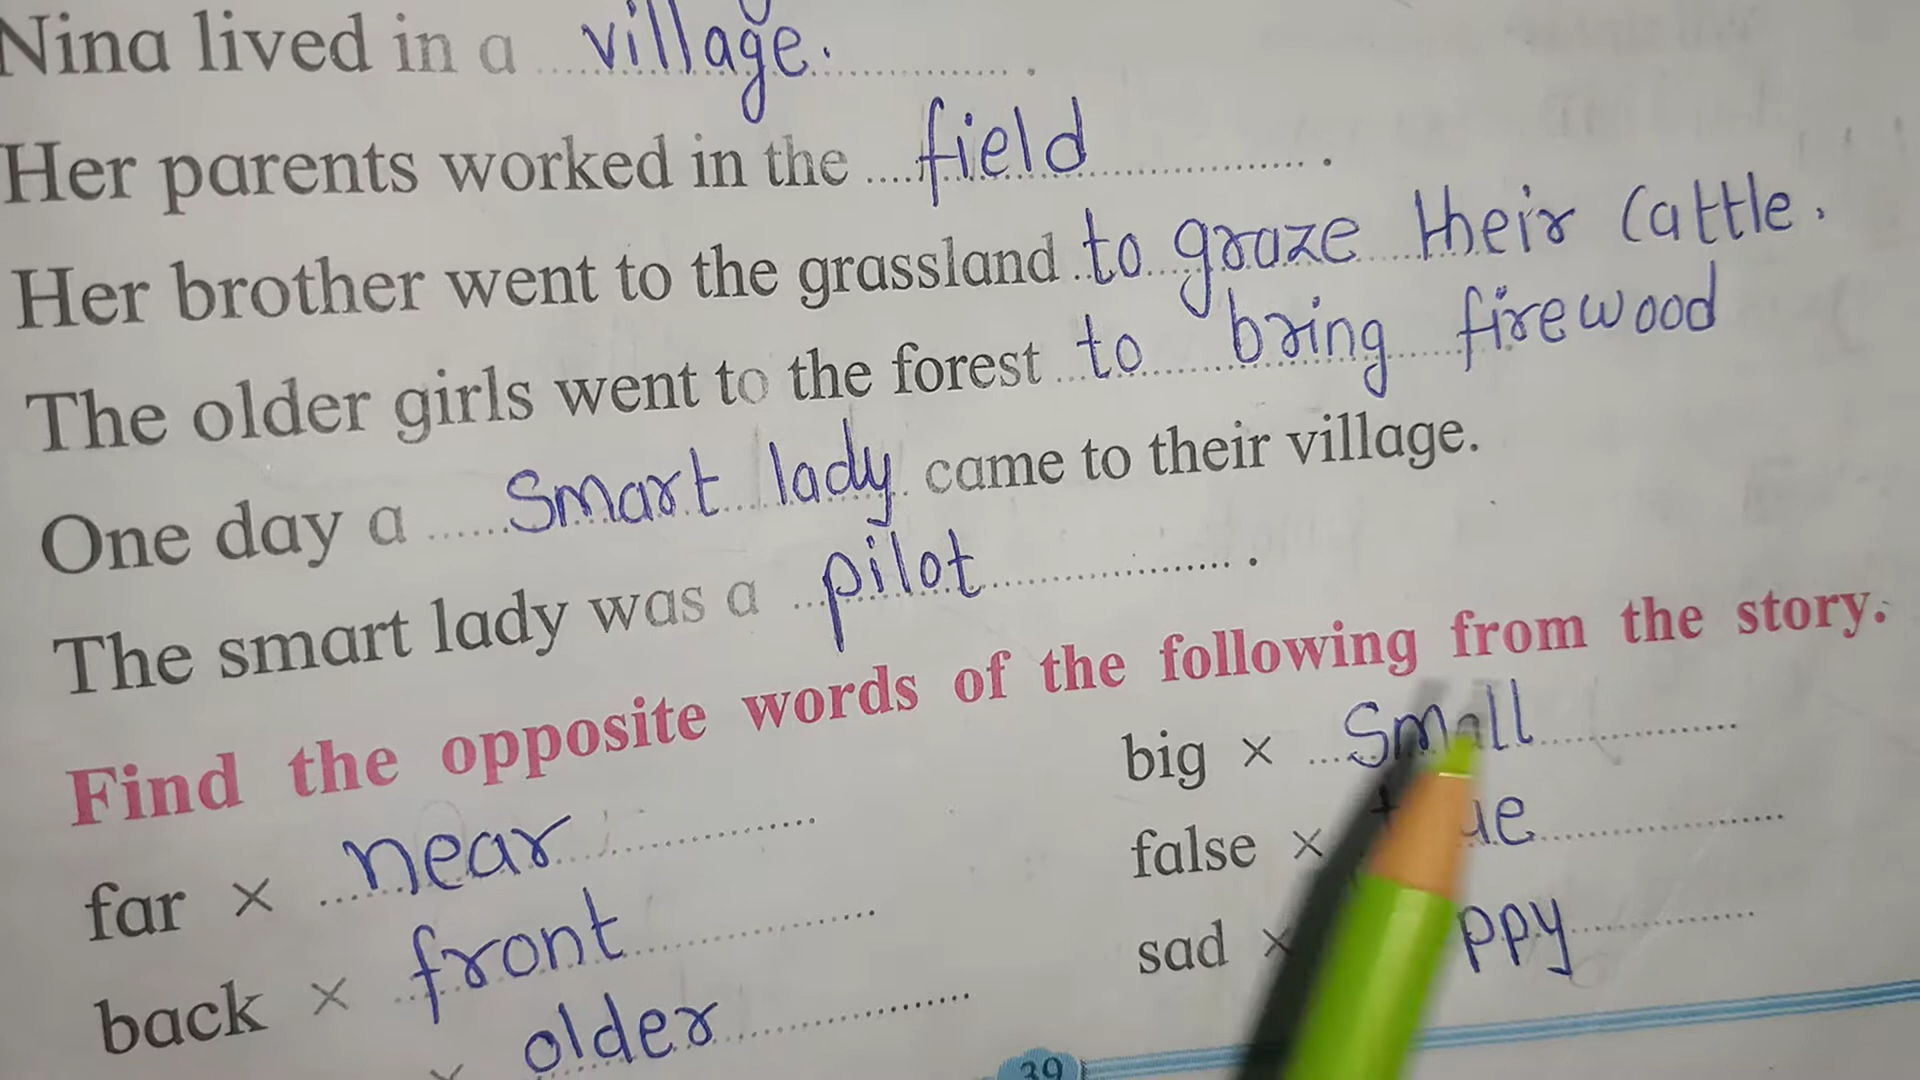 Nina lived in a village.
Her parents worked in the field.
Her brother went to the grassland to graze their cattle.
The older girls went to the forest to bring firewood
One day a Smart lady came to their village.
The smart lady was a pilot.
Find the opposite words of the following from the story.
far × near
big × Small
back × front
false ×
× older
sad ×
39